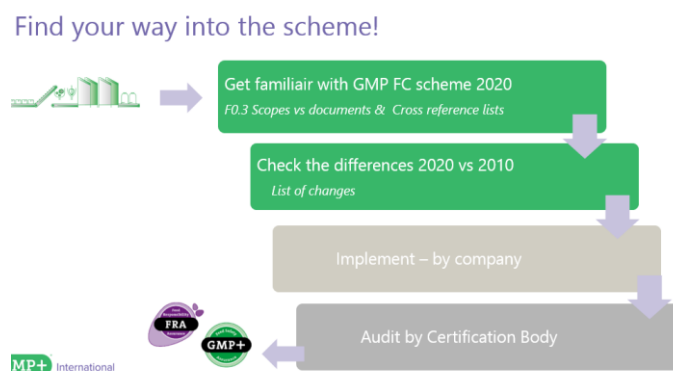 Find your way into the scheme!
Get familiair with GMP FC scheme 2020
F0.3 Scopes vs documents & Cross reference lists
Check the differences 2020 vs 2010
List of changes
Implement – by company
Audit by Certification Body
FRA
GMP+
MP+ International